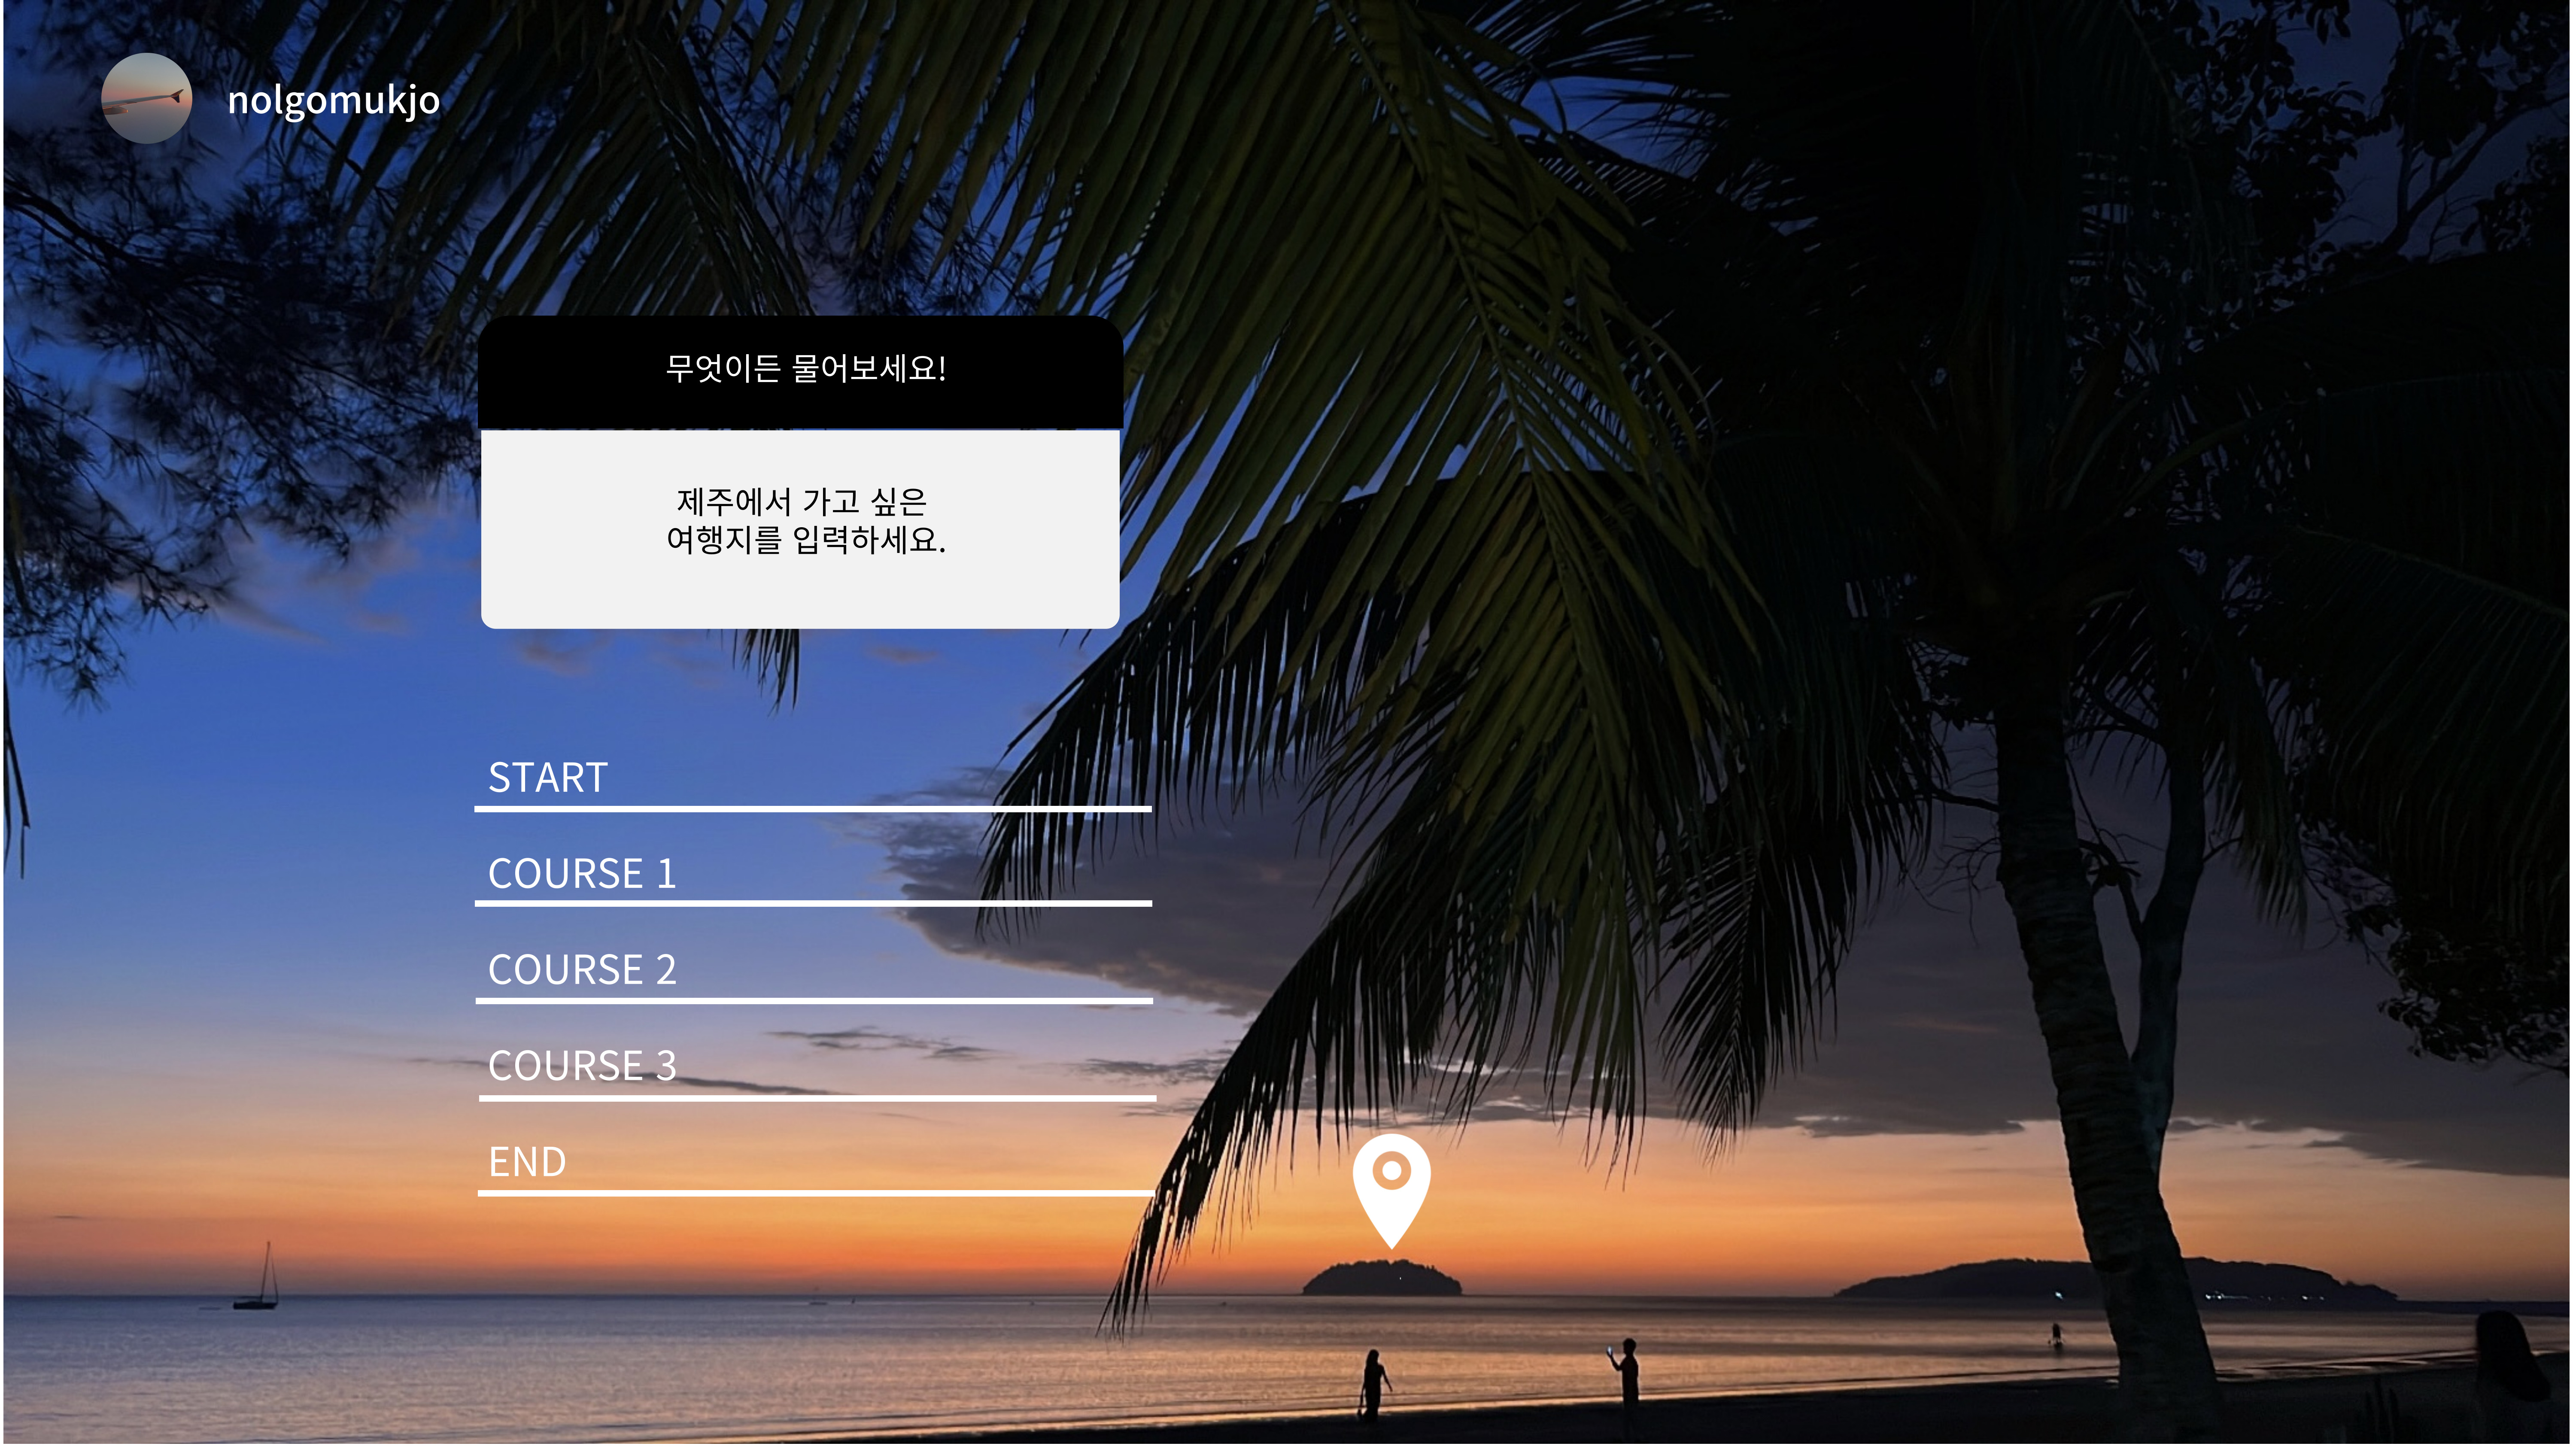 nolgomukjo
무엇이든 물어보세요!
제주에서 가고 싶은
여행지를 입력하세요.
START
COURSE 1
COURSE 2
COURSE 3
END